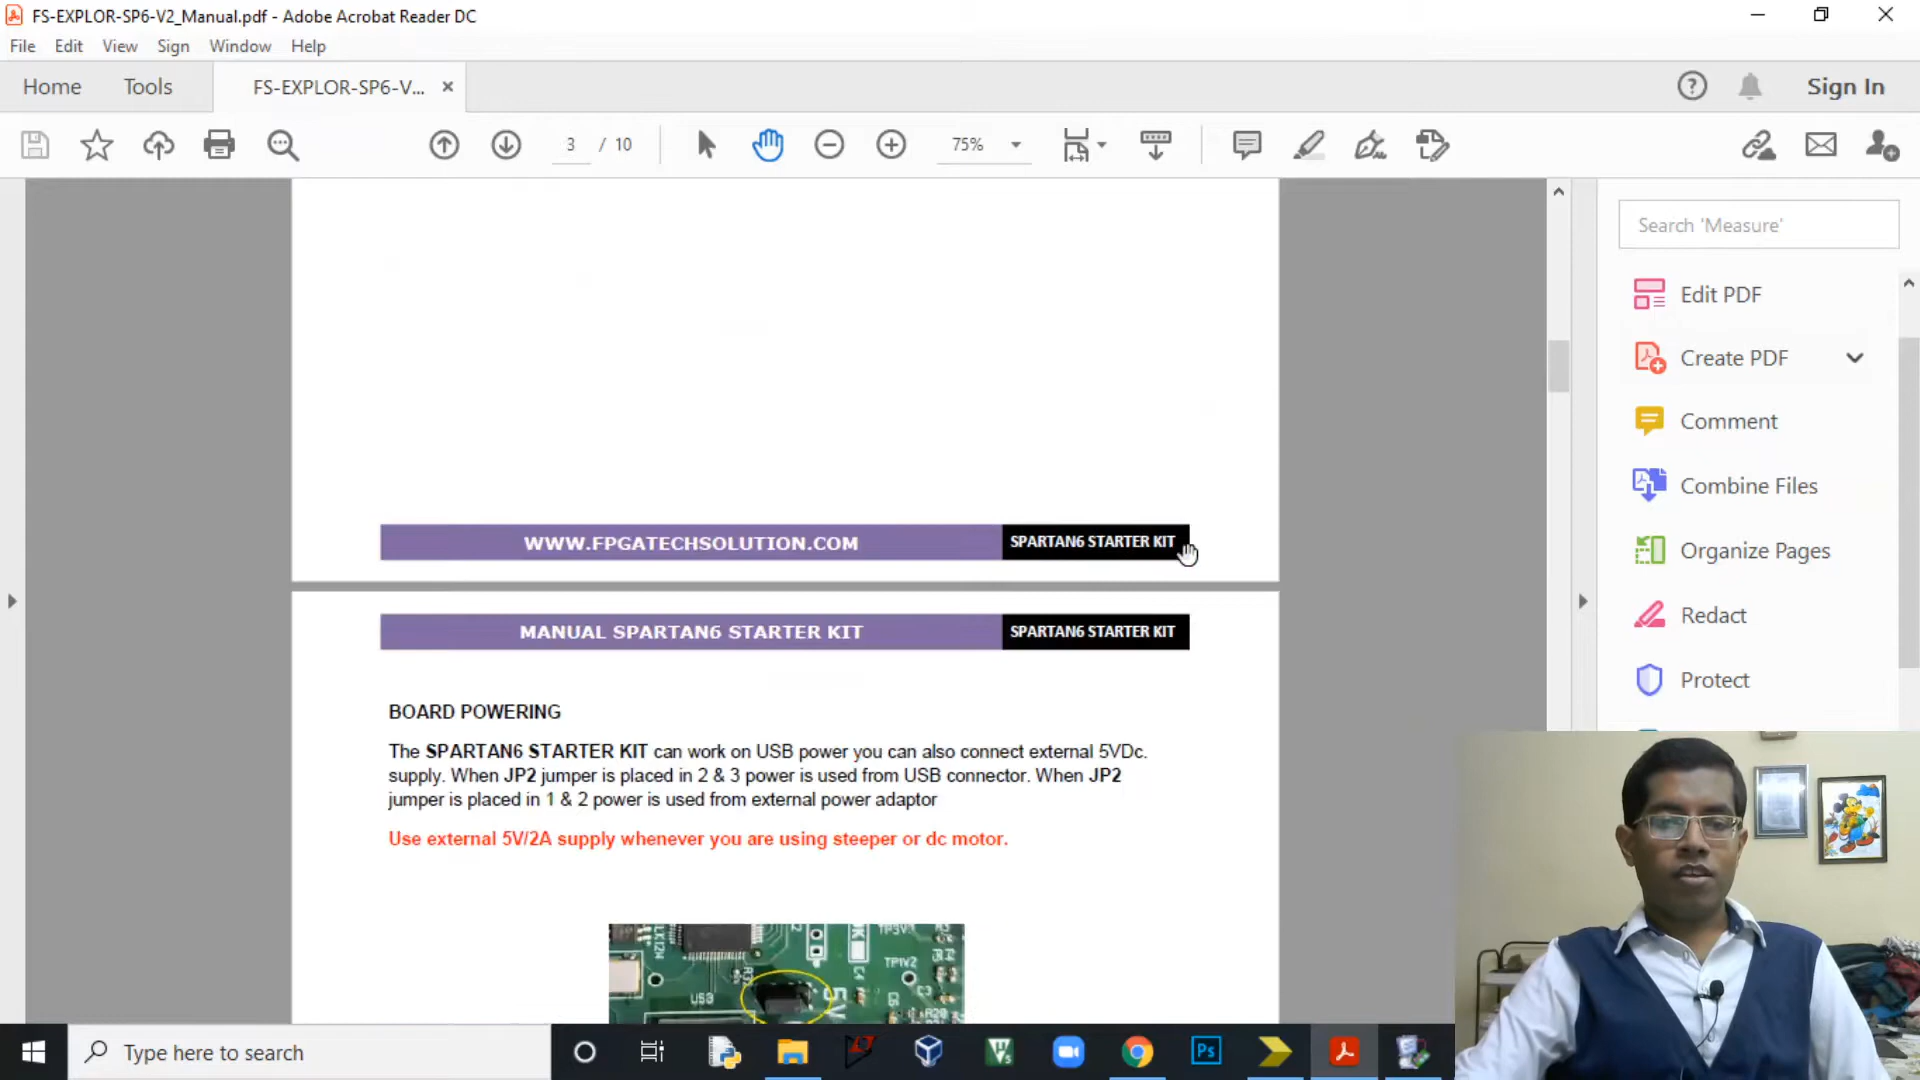 FS-EXPLOR-SP6-V2_Manual.pdf - Adobe Acrobat Reader DC
File Edit View Sign Window Help
Home Tools FS-EXPLOR-SP6-V... × Sign In
3 / 10 75%
Search 'Measure'
Edit PDF
Create PDF
Comment
Combine Files
Organize Pages
Redact
Protect
WWW.FPGATECHSOLUTION.COM SPARTAN6 STARTER KIT
MANUAL SPARTAN6 STARTER KIT SPARTAN6 STARTER KIT
BOARD POWERING
The SPARTAN6 STARTER KIT can work on USB power you can also connect external 5VDc.
supply. When JP2 jumper is placed in 2 & 3 power is used from USB connector. When JP2
jumper is placed in 1 & 2 power is used from external power adaptor
Use external 5V/2A supply whenever you are using steeper or dc motor.
TP1V2
C4
C3
U53
5V
Type here to search
Ps